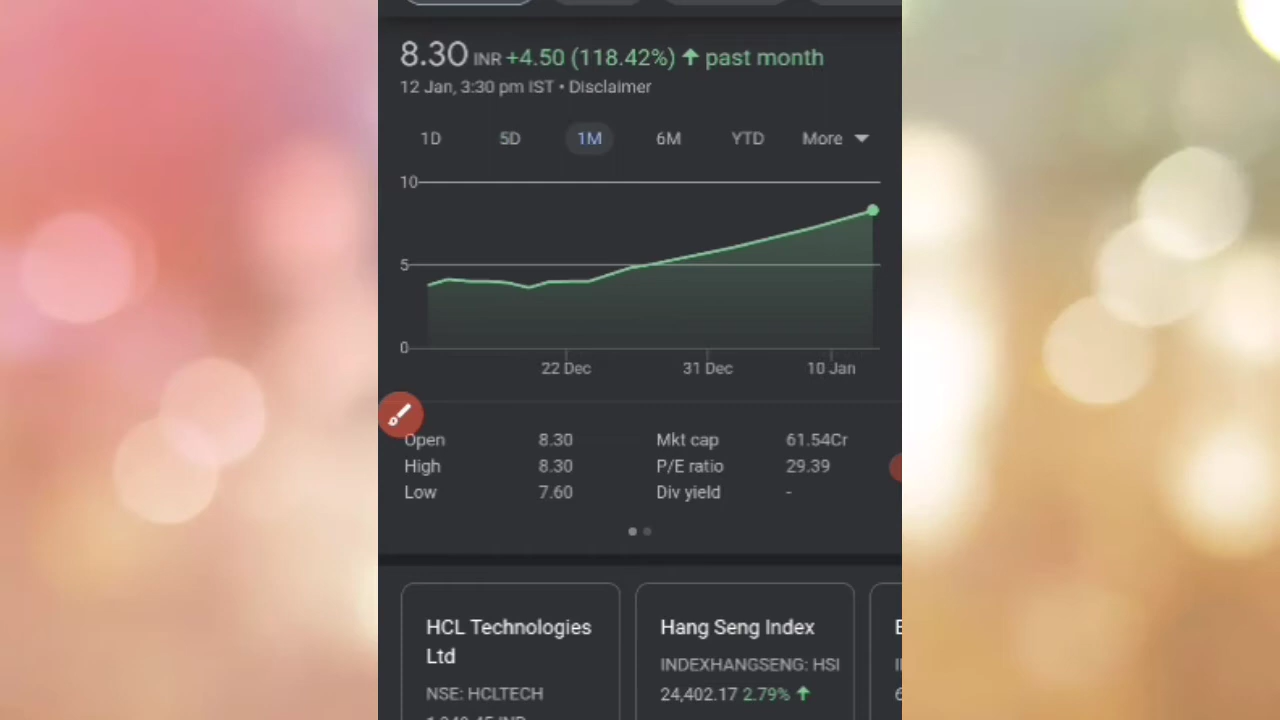 8.30 INR +4.50 (118.42%) ↑ past month
12 Jan, 3:30 pm IST • Disclaimer
1D 5D 1M 6M YTD More
10
5
0
22 Dec 31 Dec 10 Jan
Open 8.30 Mkt cap 61.54Cr
High 8.30 P/E ratio 29.39
Low 7.60 Div yield -
HCL Technologies
Ltd
NSE: HCLTECH
Hang Seng Index
INDEXHANGSENG: HSI
24,402.17 2.79% ↑